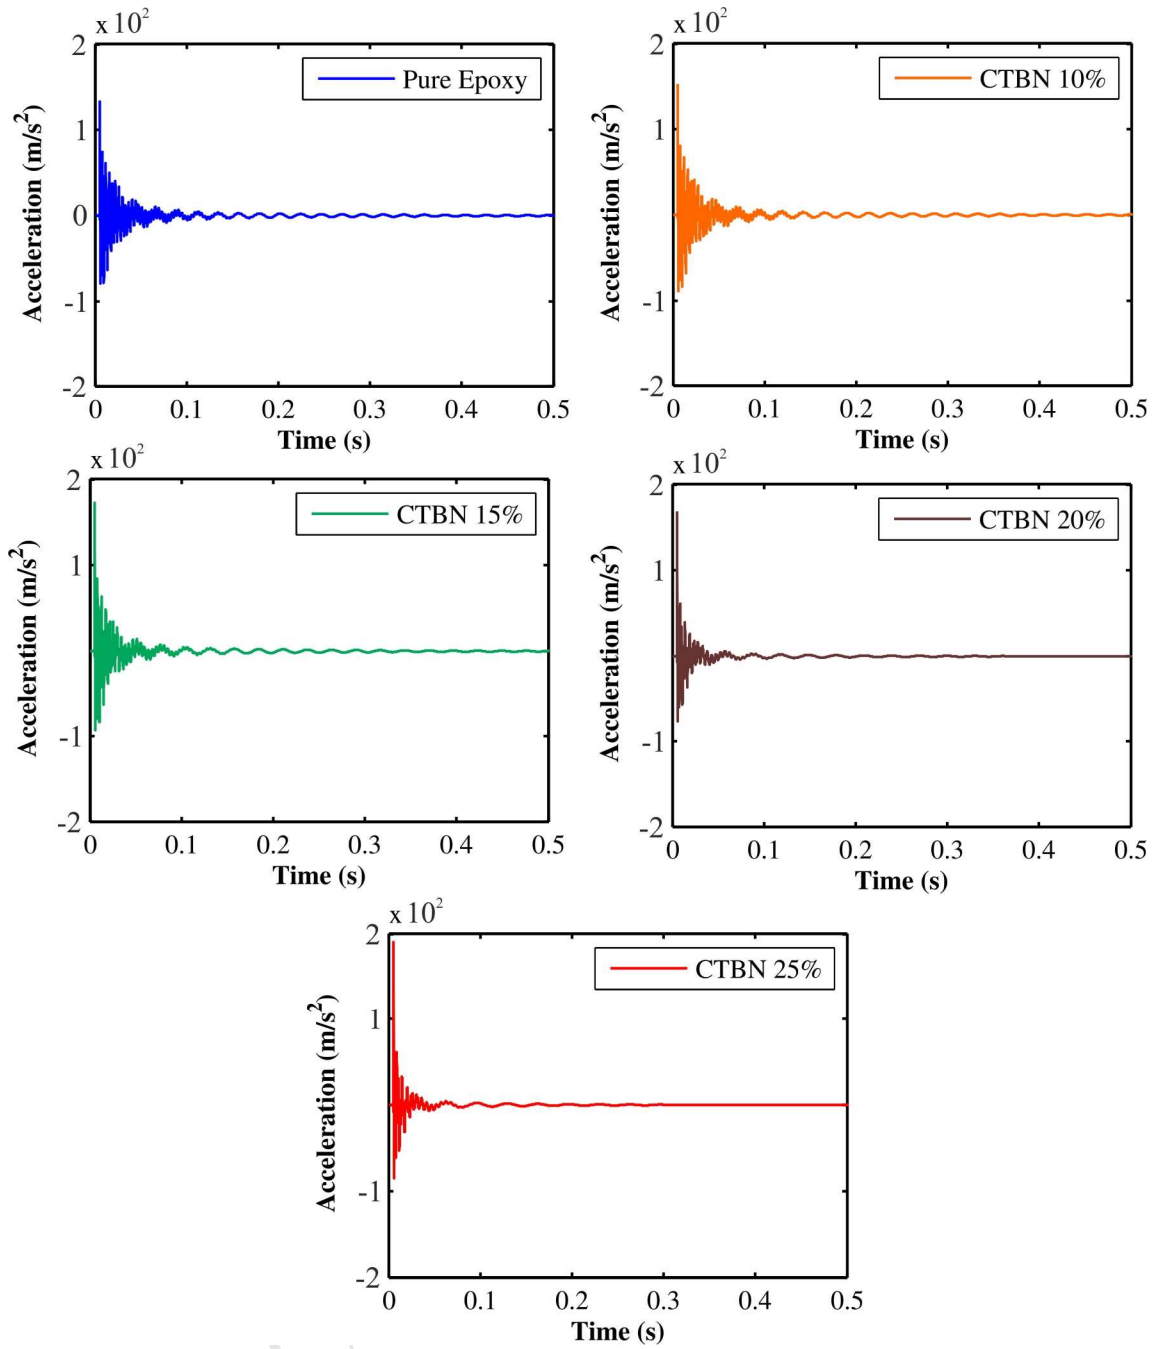 x 10²
2
Pure Epoxy
1
0
-1
-2
Acceleration (m/s²)
0 0.1 0.2 0.3 0.4 0.5
Time (s)
x 10²
2
CTBN 10%
1
-1
-2
Acceleration (m/s²)
0 0.1 0.2 0.3 0.4 0.5
Time (s)
x 10²
2
CTBN 15%
1
-1
-2
Acceleration (m/s²)
0 0.1 0.2 0.3 0.4 0.5
Time (s)
x 10²
2
CTBN 20%
1
-1
-2
Acceleration (m/s²)
0 0.1 0.2 0.3 0.4 0.5
Time (s)
x 10²
2
CTBN 25%
1
-1
-2
Acceleration (m/s²)
0 0.1 0.2 0.3 0.4 0.5
Time (s)